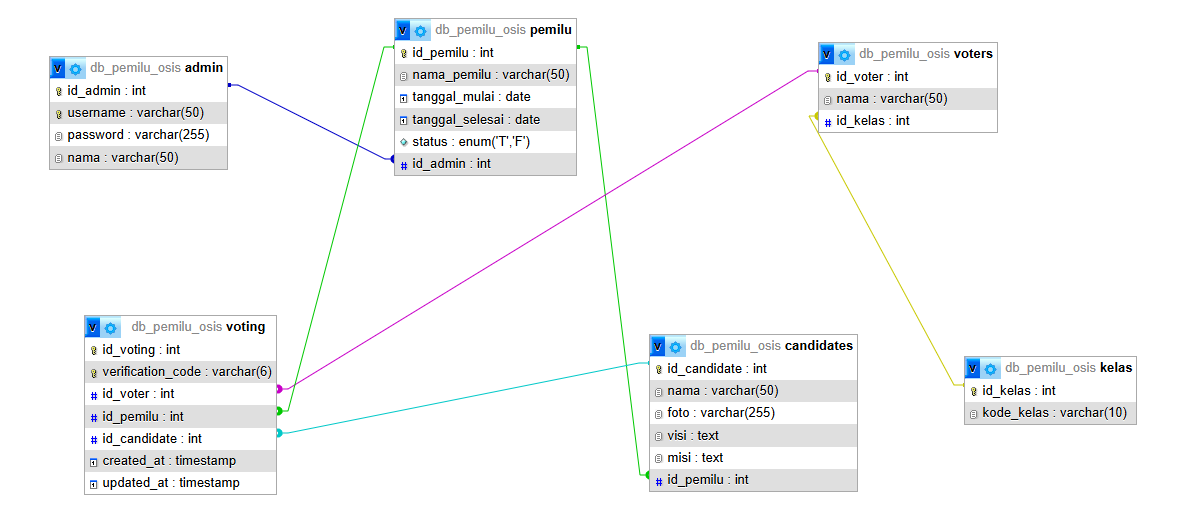 V db_pemilu_osis admin
id_admin : int
username : varchar(50)
password : varchar(255)
nama : varchar(50)
V db_pemilu_osis pemilu
id_pemilu : int
nama_pemilu : varchar(50)
tanggal_mulai : date
tanggal_selesai : date
status : enum('T','F')
# id_admin : int
V db_pemilu_osis voters
id_voter : int
nama : varchar(50)
# id_kelas : int
V db_pemilu_osis voting
id_voting : int
verification_code : varchar(6)
# id_voter : int
# id_pemilu : int
# id_candidate : int
created_at : timestamp
updated_at : timestamp
V db_pemilu_osis candidates
id_candidate : int
nama : varchar(50)
foto : varchar(255)
visi : text
misi : text
# id_pemilu : int
V db_pemilu_osis kelas
id_kelas : int
kode_kelas : varchar(10)